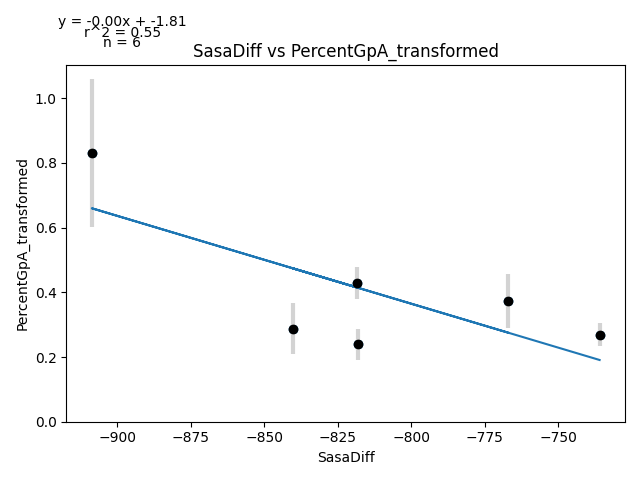 y = -0.00x + -1.81
r^2 = 0.55
n = 6
SasaDiff vs PercentGpA_transformed
PercentGpA_transformed
1.0
0.8
0.6
0.4
0.2
0.0
−900 −875 −850 −825 −800 −775 −750
SasaDiff